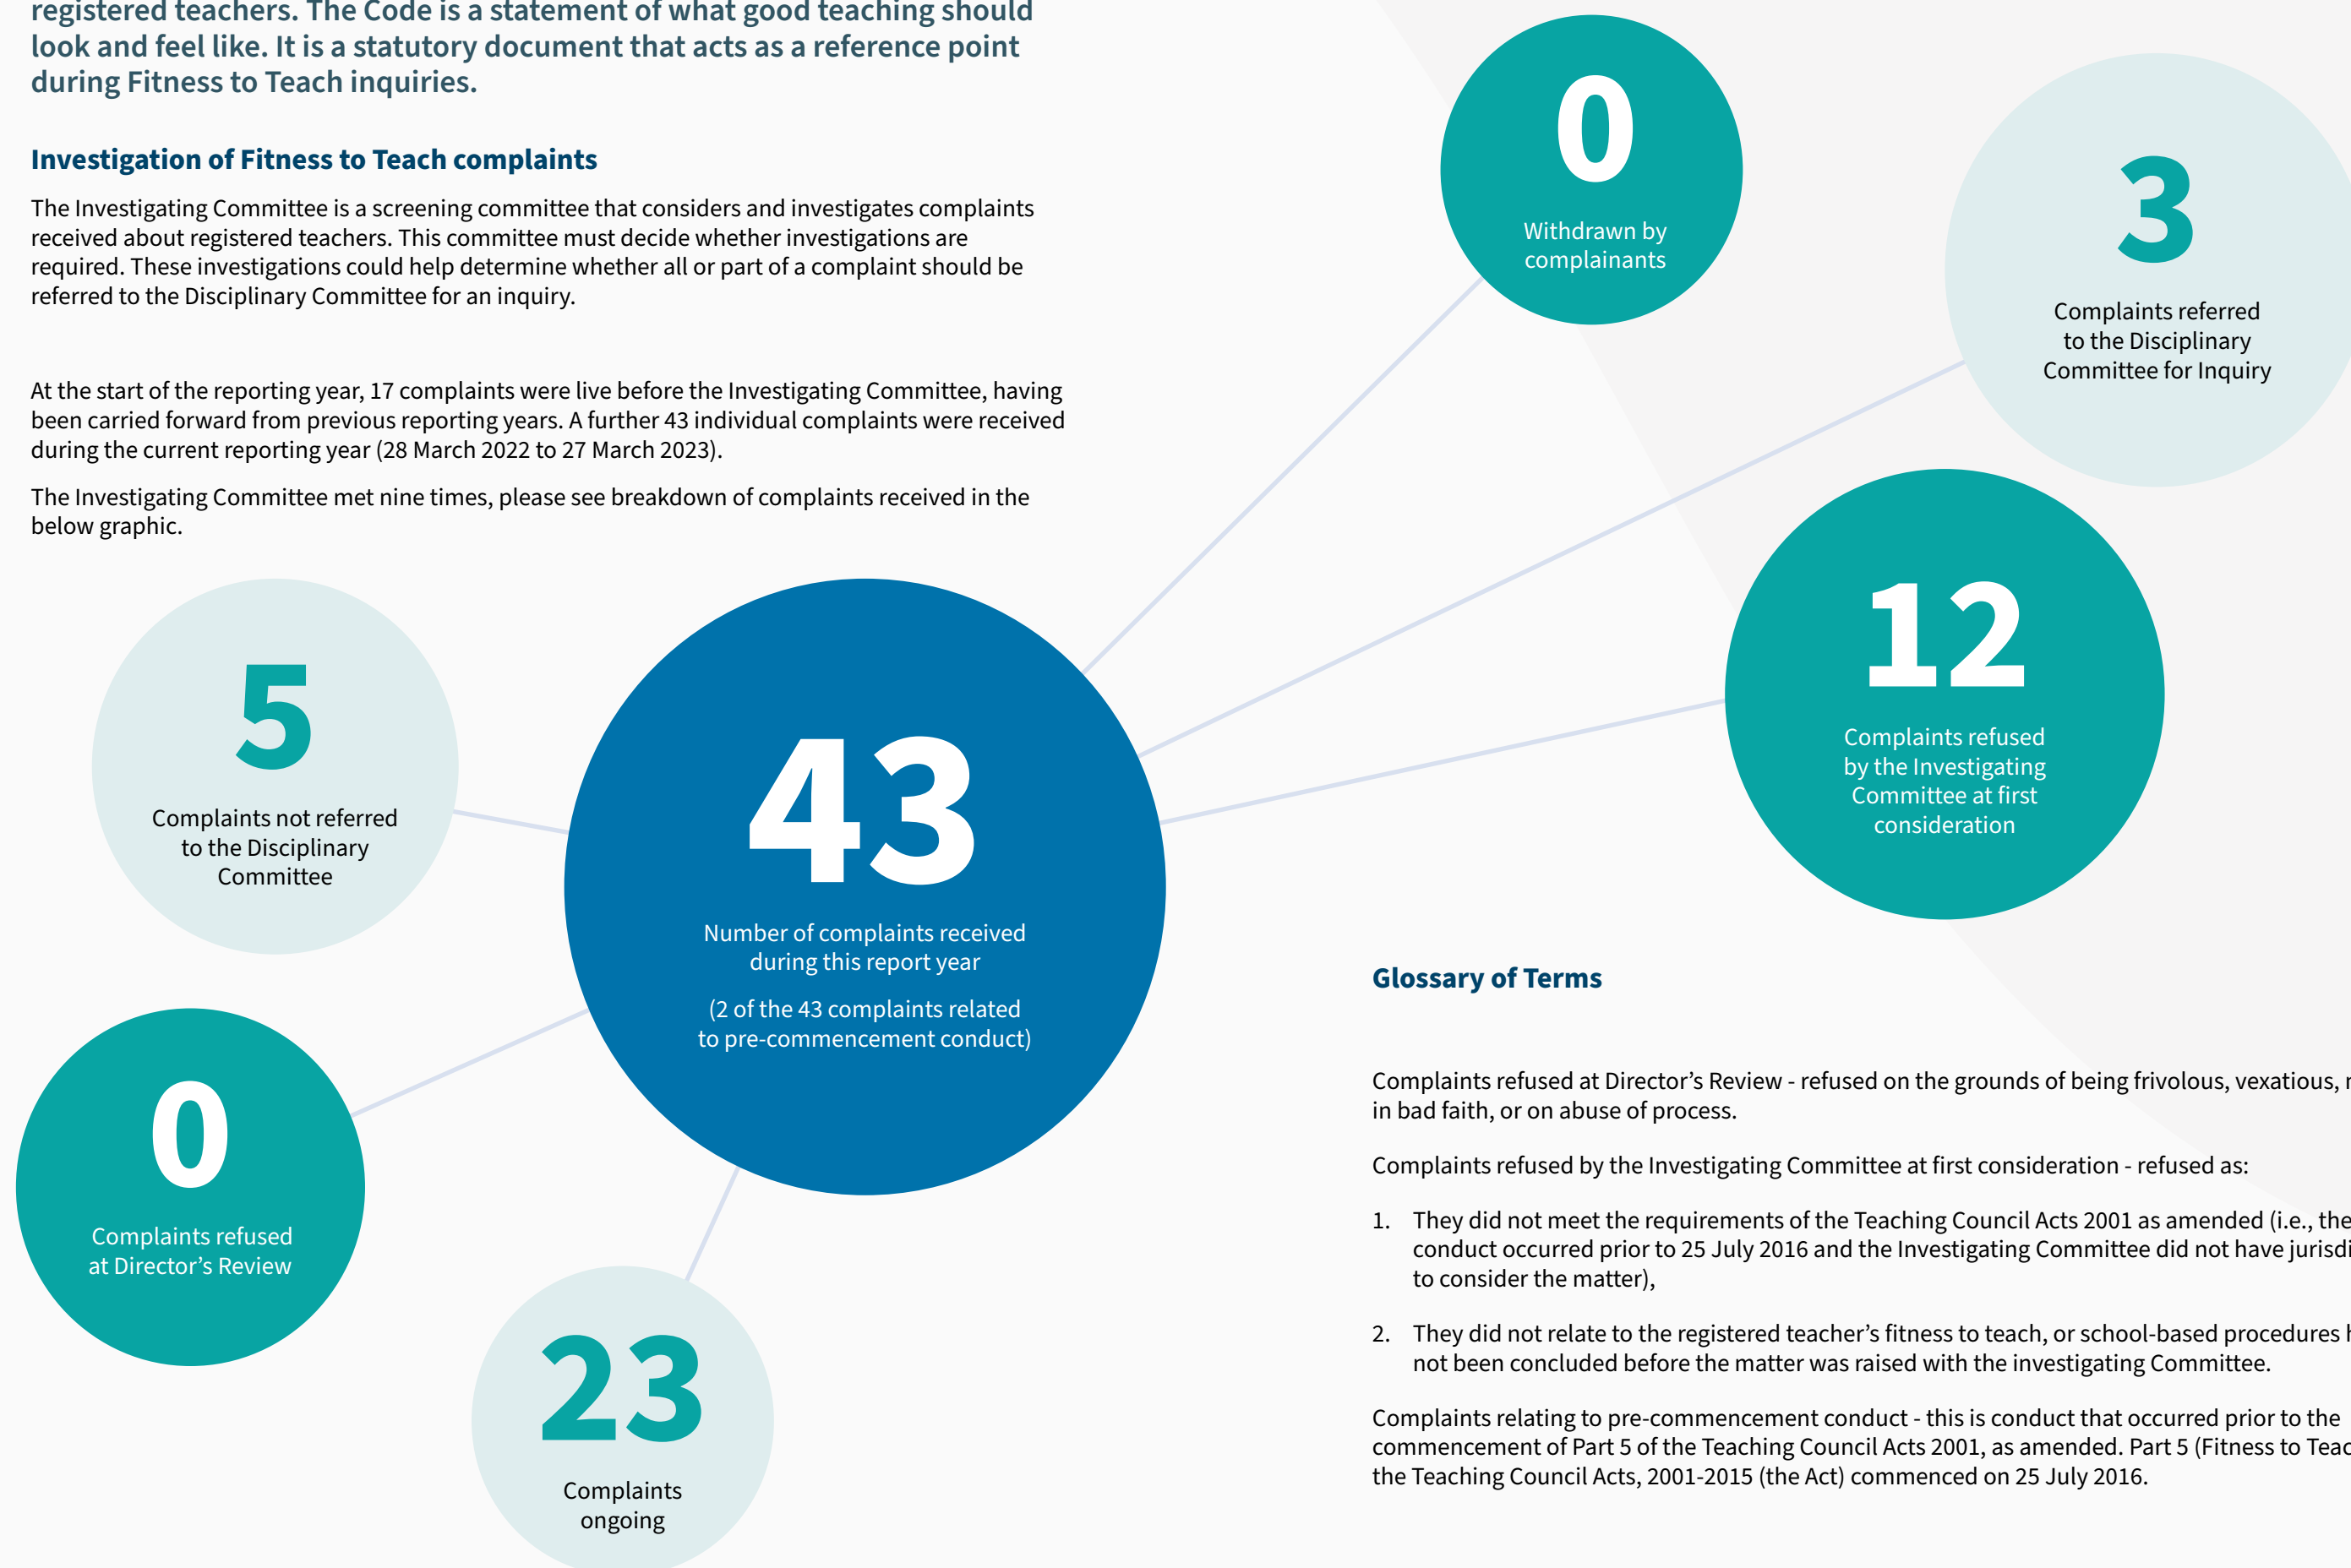 registered teachers. The Code is a statement of what good teaching should
look and feel like. It is a statutory document that acts as a reference point
during Fitness to Teach inquiries.
Investigation of Fitness to Teach complaints
The Investigating Committee is a screening committee that considers and investigates complaints
received about registered teachers. This committee must decide whether investigations are
required. These investigations could help determine whether all or part of a complaint should be
referred to the Disciplinary Committee for an inquiry.
At the start of the reporting year, 17 complaints were live before the Investigating Committee, having
been carried forward from previous reporting years. A further 43 individual complaints were received
during the current reporting year (28 March 2022 to 27 March 2023).
The Investigating Committee met nine times, please see breakdown of complaints received in the
below graphic.
5
Complaints not referred
to the Disciplinary
Committee
43
Number of complaints received
during this report year
(2 of the 43 complaints related
to pre-commencement conduct)
0
Complaints refused
at Director’s Review
23
Complaints
ongoing
0
Withdrawn by
complainants
3
Complaints referred
to the Disciplinary
Committee for Inquiry
12
Complaints refused
by the Investigating
Committee at first
consideration
Glossary of Terms
Complaints refused at Director’s Review - refused on the grounds of being frivolous, vexatious,
in bad faith, or on abuse of process.
Complaints refused by the Investigating Committee at first consideration - refused as:
1. They did not meet the requirements of the Teaching Council Acts 2001 as amended (i.e., the
conduct occurred prior to 25 July 2016 and the Investigating Committee did not have
to consider the matter),
2. They did not relate to the registered teacher’s fitness to teach, or school-based procedures
not been concluded before the matter was raised with the investigating Committee.
Complaints relating to pre-commencement conduct - this is conduct that occurred prior to the
commencement of Part 5 of the Teaching Council Acts 2001, as amended. Part 5 (Fitness to
the Teaching Council Acts, 2001-2015 (the Act) commenced on 25 July 2016.